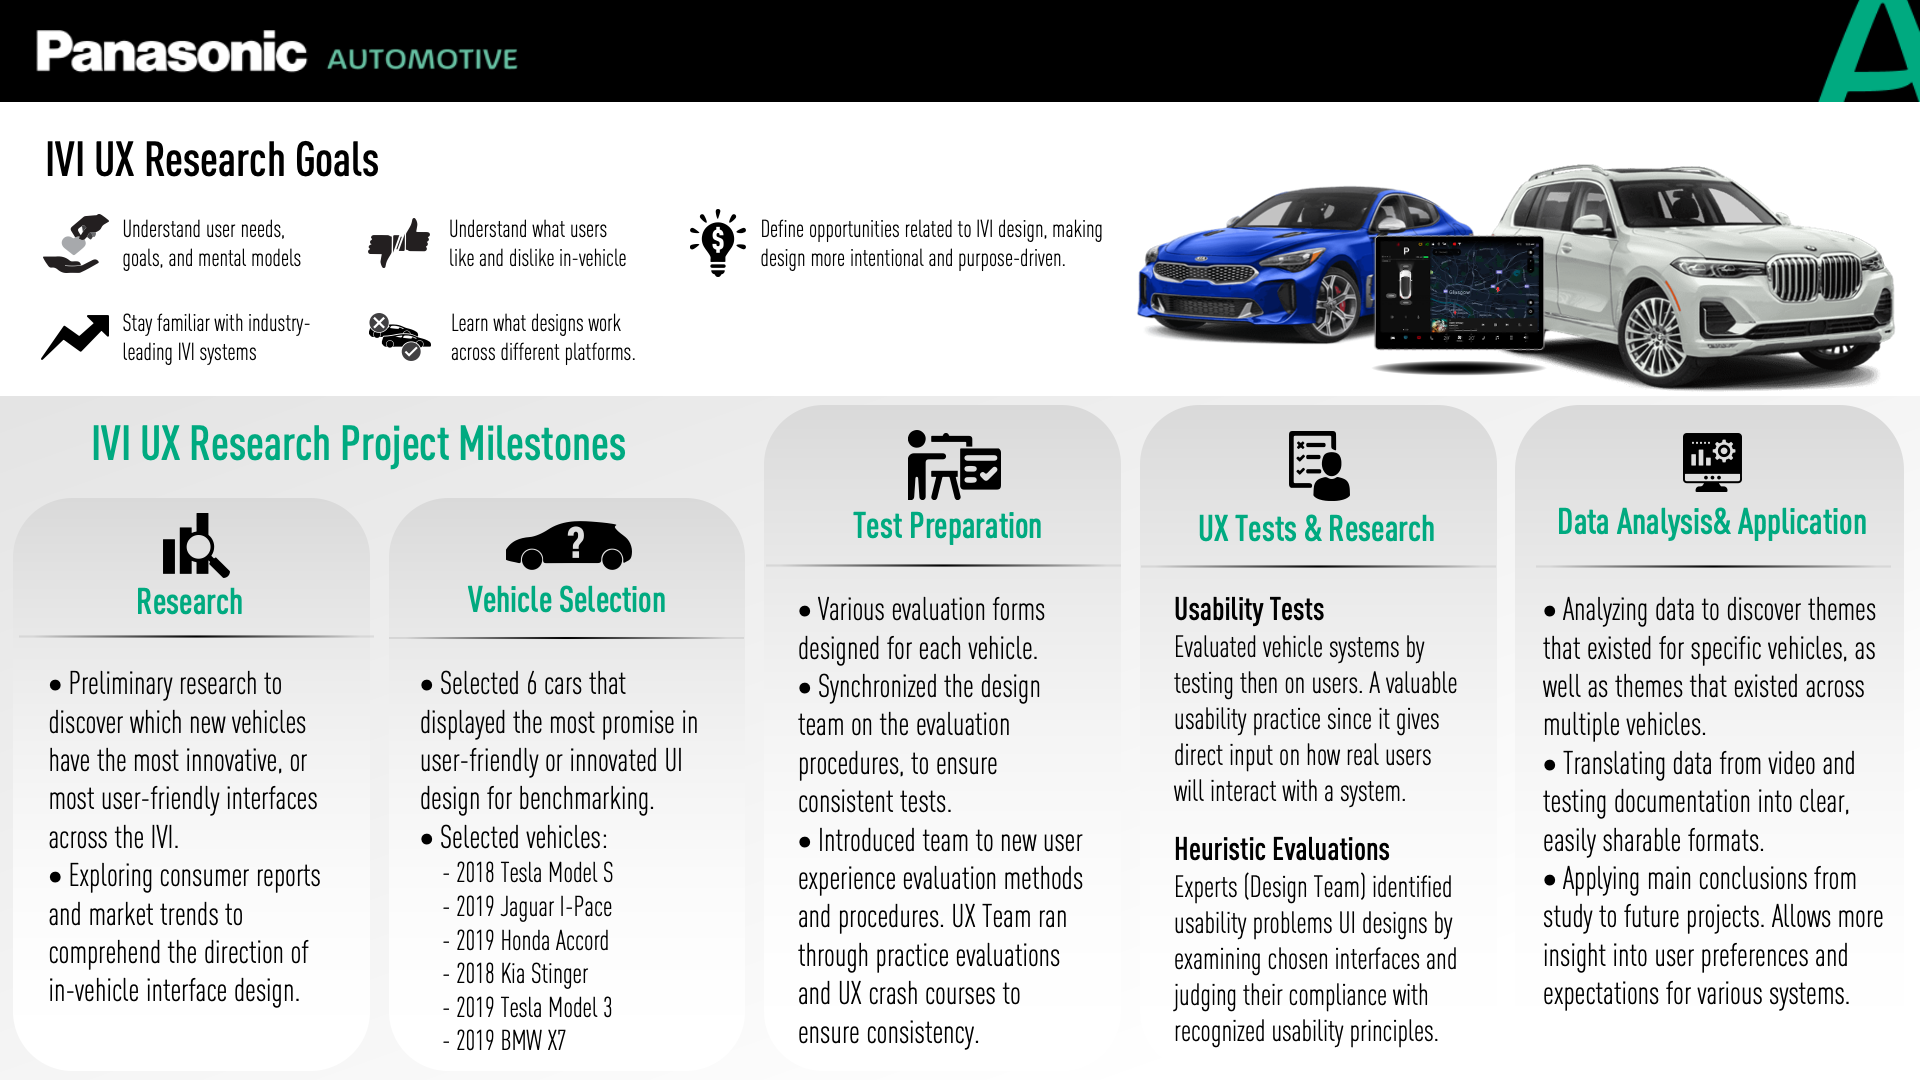 Panasonic AUTOMOTIVE
IVI UX Research Goals
Understand user needs,
goals, and mental models
Understand what users
like and dislike in-vehicle
$
Define opportunities related to IVI design, making
design more intentional and purpose-driven.
Stay familiar with industry-
leading IVI systems
Learn what designs work
across different platforms.
P
Glasgow
IVI UX Research Project Milestones
Research
• Preliminary research to
discover which new vehicles
have the most innovative, or
most user-friendly interfaces
across the IVI.
• Exploring consumer reports
and market trends to
comprehend the direction of
in-vehicle interface design.
?
Vehicle Selection
• Selected 6 cars that
displayed the most promise in
user-friendly or innovated UI
design for benchmarking.
• Selected vehicles:
- 2018 Tesla Model S
- 2019 Jaguar I-Pace
- 2019 Honda Accord
- 2018 Kia Stinger
- 2019 Tesla Model 3
- 2019 BMW X7
Test Preparation
• Various evaluation forms
designed for each vehicle.
• Synchronized the design
team on the evaluation
procedures, to ensure
consistent tests.
• Introduced team to new user
experience evaluation methods
and procedures. UX Team ran
through practice evaluations
and UX crash courses to
ensure consistency.
UX Tests & Research
Usability Tests
Evaluated vehicle systems by
testing then on users. A valuable
usability practice since it gives
direct input on how real users
will interact with a system.
Heuristic Evaluations
Experts (Design Team) identified
usability problems UI designs by
examining chosen interfaces and
judging their compliance with
recognized usability principles.
Data Analysis& Application
• Analyzing data to discover themes
that existed for specific vehicles, as
well as themes that existed across
multiple vehicles.
• Translating data from video and
testing documentation into clear,
easily sharable formats.
• Applying main conclusions from
study to future projects. Allows more
insight into user preferences and
expectations for various systems.